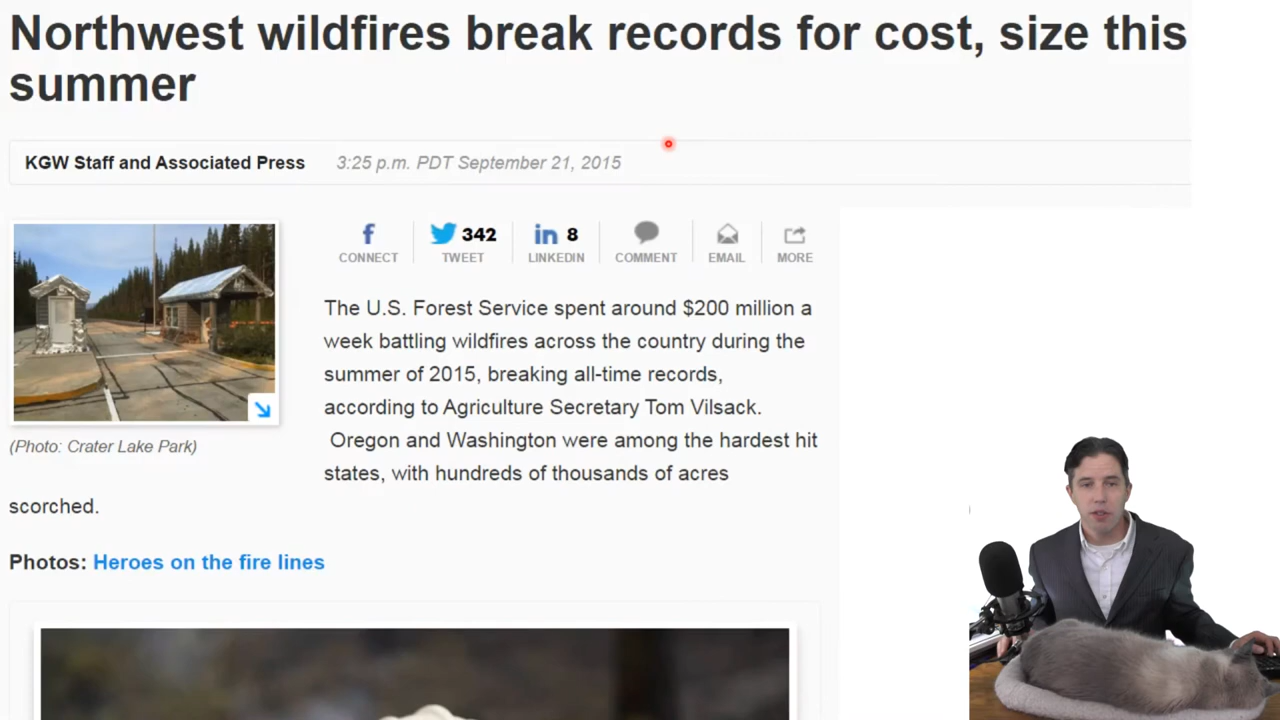 Northwest wildfires break records for cost, size this
summer
KGW Staff and Associated Press 3:25 p.m. PDT September 21, 2015
342 8
CONNECT TWEET LINKEDIN COMMENT EMAIL MORE
The U.S. Forest Service spent around $200 million a
week battling wildfires across the country during the
summer of 2015, breaking all-time records,
according to Agriculture Secretary Tom Vilsack.
Oregon and Washington were among the hardest hit
states, with hundreds of thousands of acres
scorched.
(Photo: Crater Lake Park)
Photos: Heroes on the fire lines